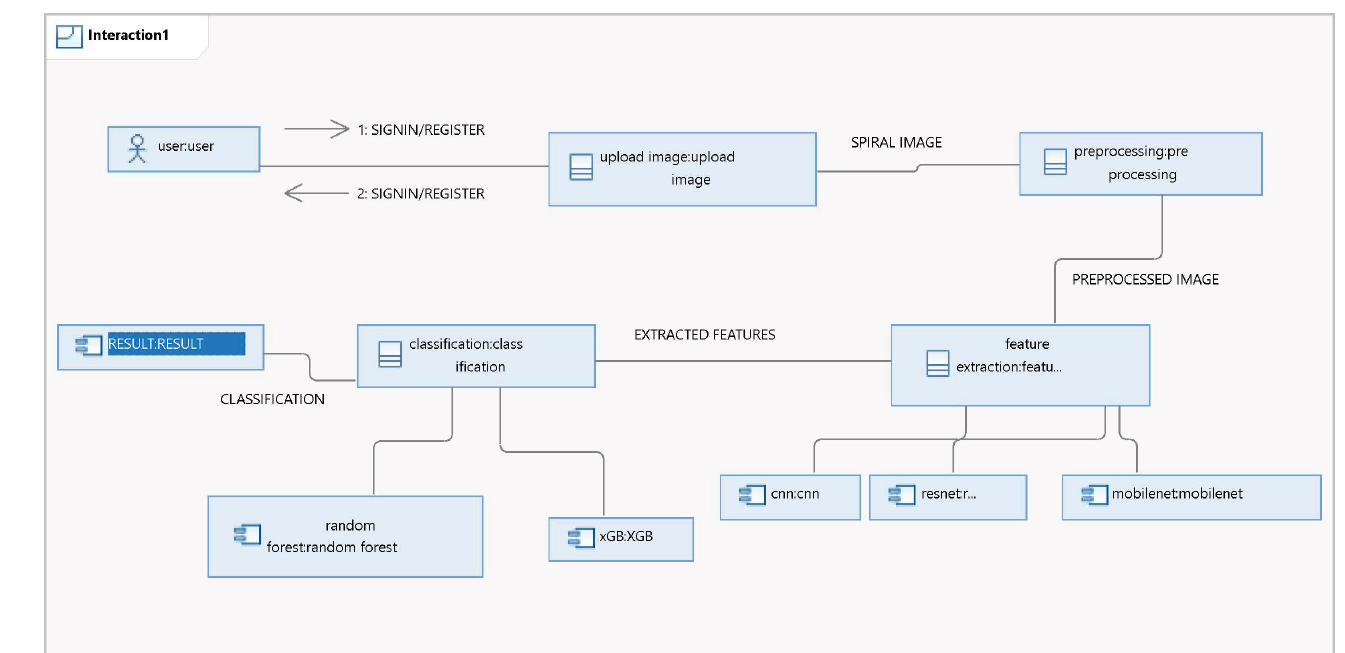 Interaction1
user:user
1: SIGNIN/REGISTER
2: SIGNIN/REGISTER
upload image:upload
image
SPIRAL IMAGE
preprocessing:pre
processing
PREPROCESSED IMAGE
RESULT:RESULT
CLASSIFICATION
classification:class
ification
EXTRACTED FEATURES
feature
extraction:featu...
cnn:cnn
resnet:r...
mobilenet:mobilenet
random
forest:random forest
xGB:XGB